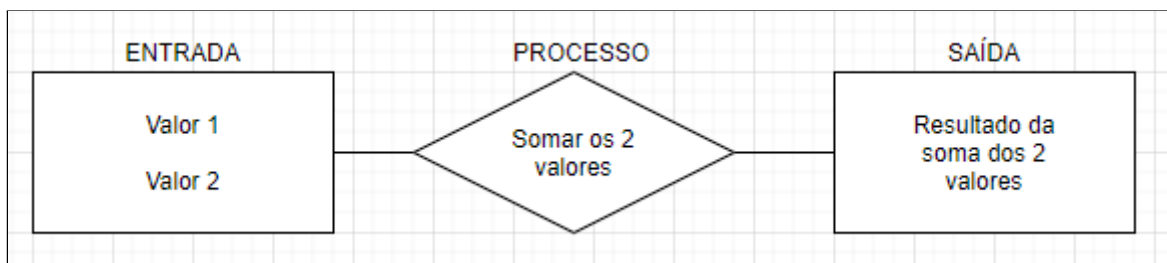 ENTRADA
PROCESSO
SAÍDA
Valor 1
Valor 2
Somar os 2
valores
Resultado da
soma dos 2
valores